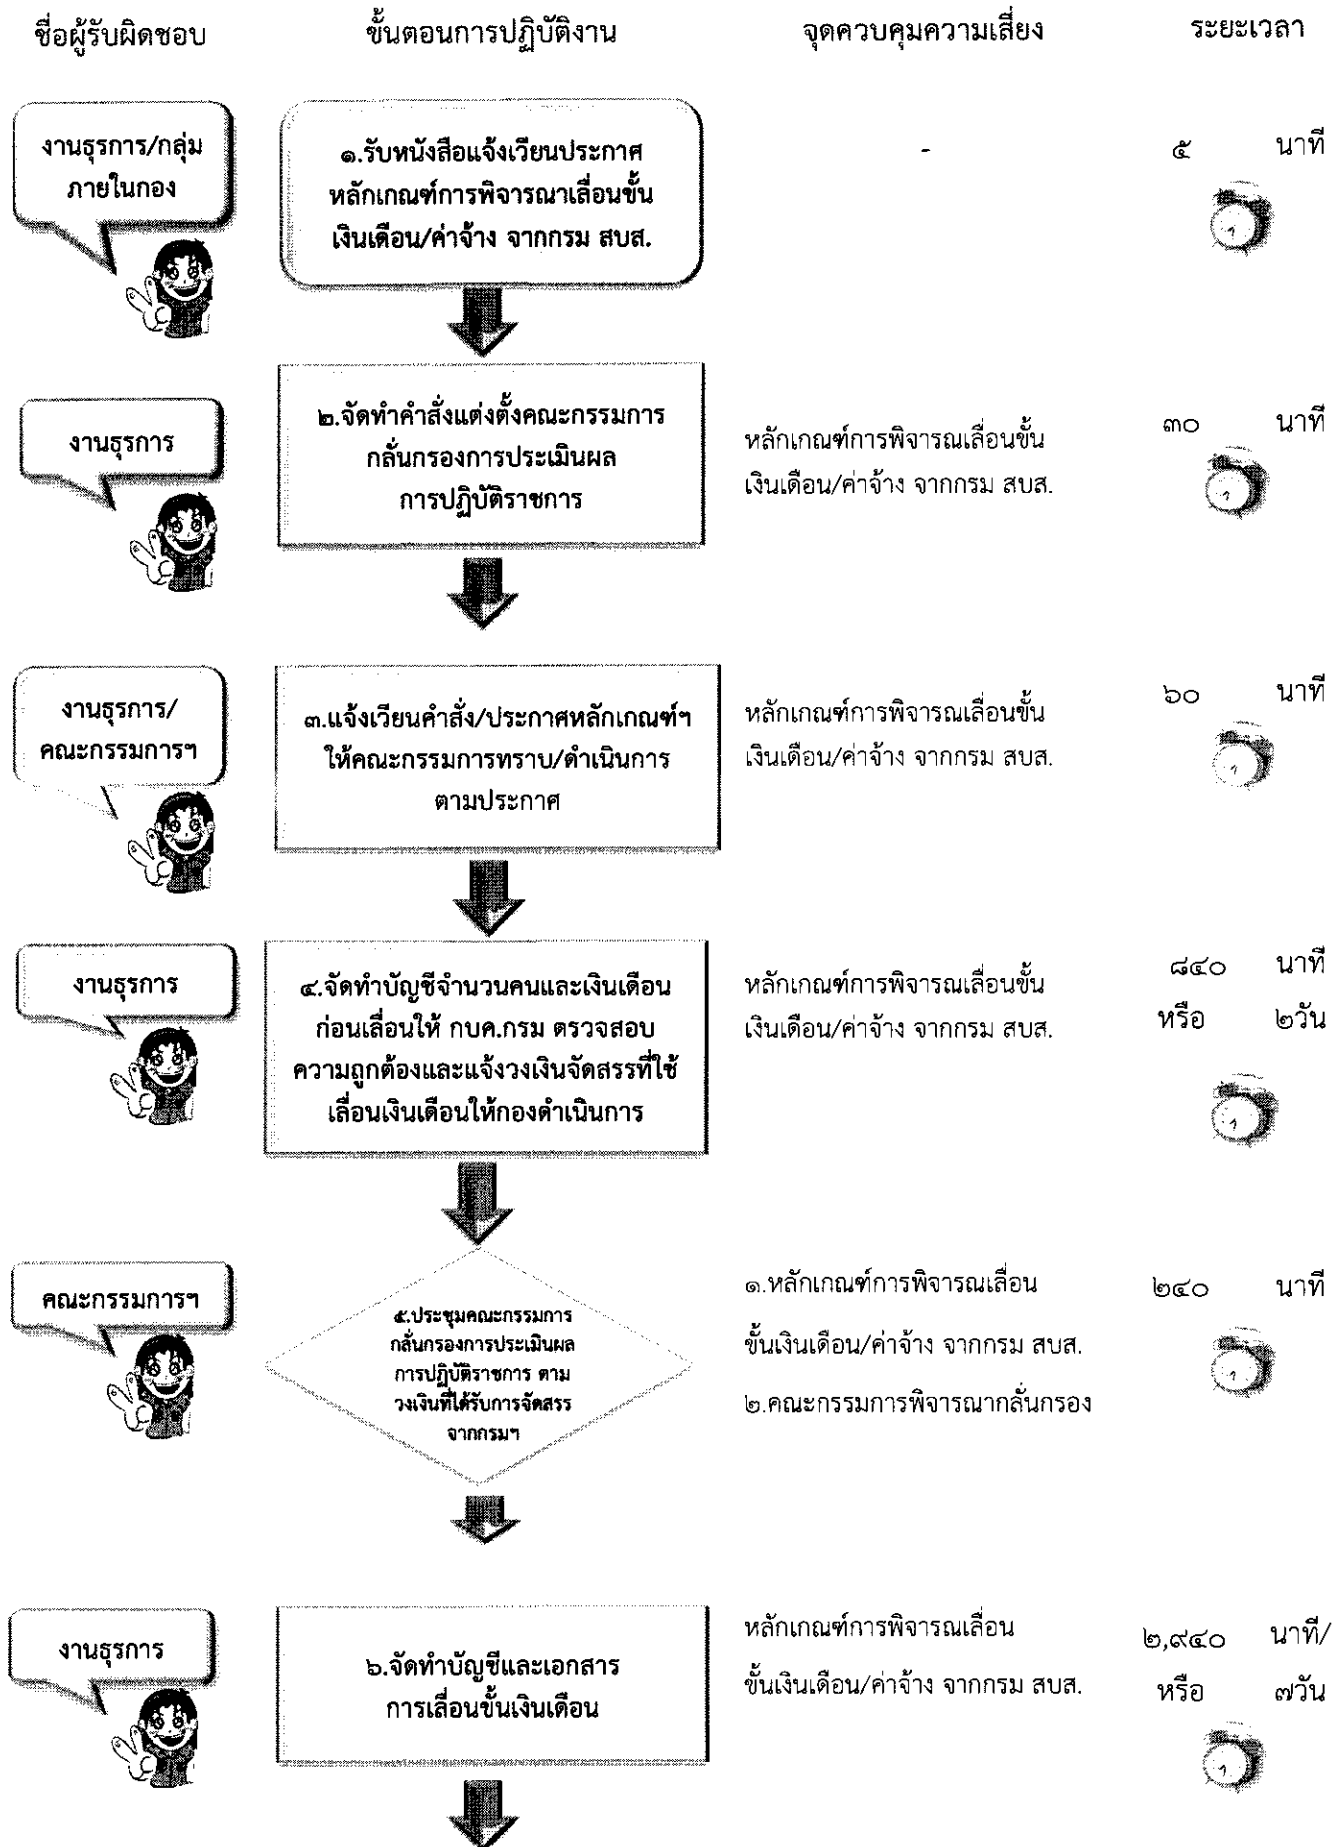 ชื่อผู้รับผิดชอบ
ขั้นตอนการปฏิบัติงาน
จุดควบคุมความเสี่ยง
ระยะเวลา
งานธุรการ/กลุ่ม
ภายในกอง
๑.รับหนังสือแจ้งเวียนประกาศ
หลักเกณฑ์การพิจารณาเลื่อนขั้น
เงินเดือน/ค่าจ้าง จากกรม สบส.
-
๕ นาที
งานธุรการ
๒.จัดทำคำสั่งแต่งตั้งคณะกรรมการ
กลั่นกรองการประเมินผล
การปฏิบัติราชการ
หลักเกณฑ์การพิจารณเลื่อนขั้น
เงินเดือน/ค่าจ้าง จากกรม สบส.
๓๐ นาที
งานธุรการ/
คณะกรรมการฯ
๓.แจ้งเวียนคำสั่ง/ประกาศหลักเกณฑ์ฯ
ให้คณะกรรมการทราบ/ดำเนินการ
ตามประกาศ
หลักเกณฑ์การพิจารณเลื่อนขั้น
เงินเดือน/ค่าจ้าง จากกรม สบส.
๖๐ นาที
งานธุรการ
๔.จัดทำบัญชีจำนวนคนและเงินเดือน
ก่อนเลื่อนให้ กบค.กรม ตรวจสอบ
ความถูกต้องและแจ้งวงเงินจัดสรรที่ใช้
เลื่อนเงินเดือนให้กองดำเนินการ
หลักเกณฑ์การพิจารณเลื่อนขั้น
เงินเดือน/ค่าจ้าง จากกรม สบส.
๘๔๐ นาที
หรือ ๒วัน
คณะกรรมการฯ
๕.ประชุมคณะกรรมการ
กลั่นกรองการประเมินผล
การปฏิบัติราชการ ตาม
วงเงินที่ได้รับการจัดสรร
จากกรมฯ
๑.หลักเกณฑ์การพิจารณเลื่อน
ขั้นเงินเดือน/ค่าจ้าง จากกรม สบส.
๒.คณะกรรมการพิจารณากลั่นกรอง
๒๔๐ นาที
งานธุรการ
๖.จัดทำบัญชีและเอกสาร
การเลื่อนขั้นเงินเดือน
หลักเกณฑ์การพิจารณเลื่อน
ขั้นเงินเดือน/ค่าจ้าง จากกรม สบส.
๒,๙๔๐ นาที/
หรือ ๗วัน